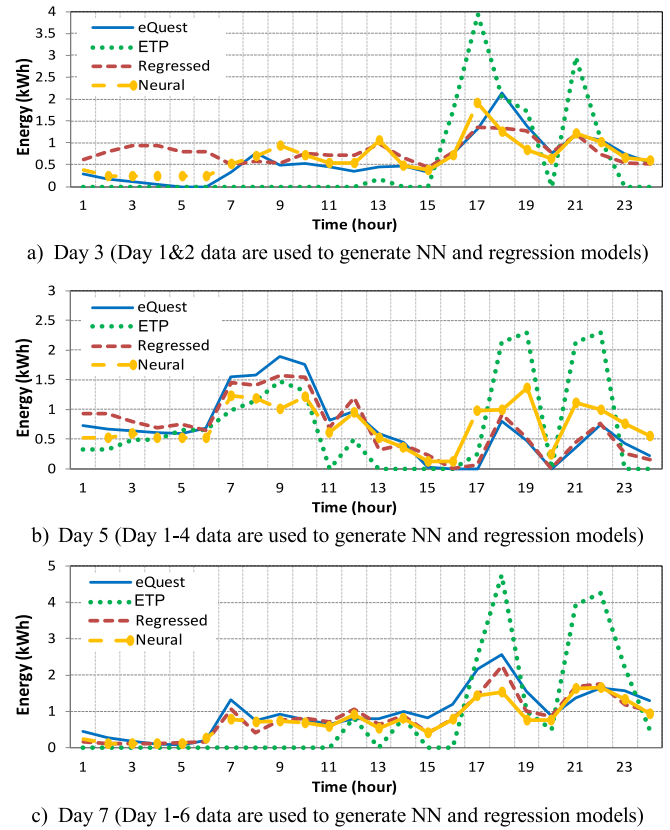 4
3.5
3
2.5
2
1.5
1
0.5
0
Energy (kWh)
eQuest
ETP
Regressed
Neural
1 3 5 7 9 11 13 15 17 19 21 23
Time (hour)
a) Day 3 (Day 1&2 data are used to generate NN and regression models)
3
2.5
2
1.5
1
0.5
0
Energy (kWh)
eQuest
ETP
Regressed
Neural
1 3 5 7 9 11 13 15 17 19 21 23
Time (hour)
b) Day 5 (Day 1-4 data are used to generate NN and regression models)
5
4
3
2
1
0
Energy (kWh)
eQuest
ETP
Regressed
Neural
1 3 5 7 9 11 13 15 17 19 21 23
Time (hour)
c) Day 7 (Day 1-6 data are used to generate NN and regression models)